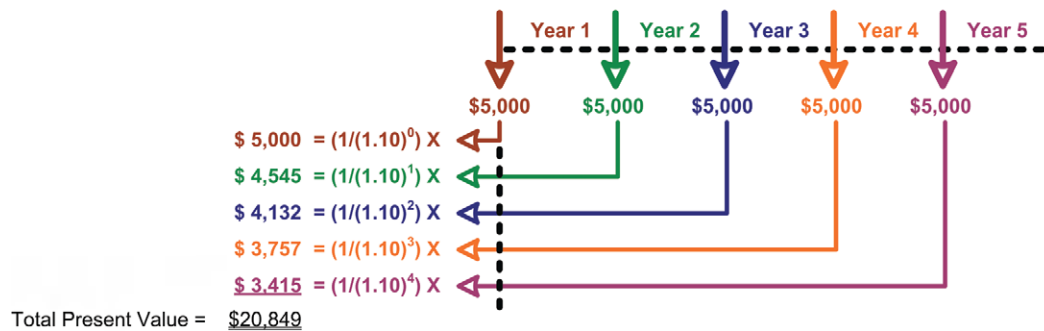 Year 1 Year 2 Year 3 Year 4 Year 5
$5,000 $5,000 $5,000 $5,000 $5,000
$ 5,000 = (1/(1.10)⁰) X
$ 4,545 = (1/(1.10)¹) X
$ 4,132 = (1/(1.10)²) X
$ 3,757 = (1/(1.10)³) X
$ 3,415 = (1/(1.10)⁴) X
Total Present Value = $20,849